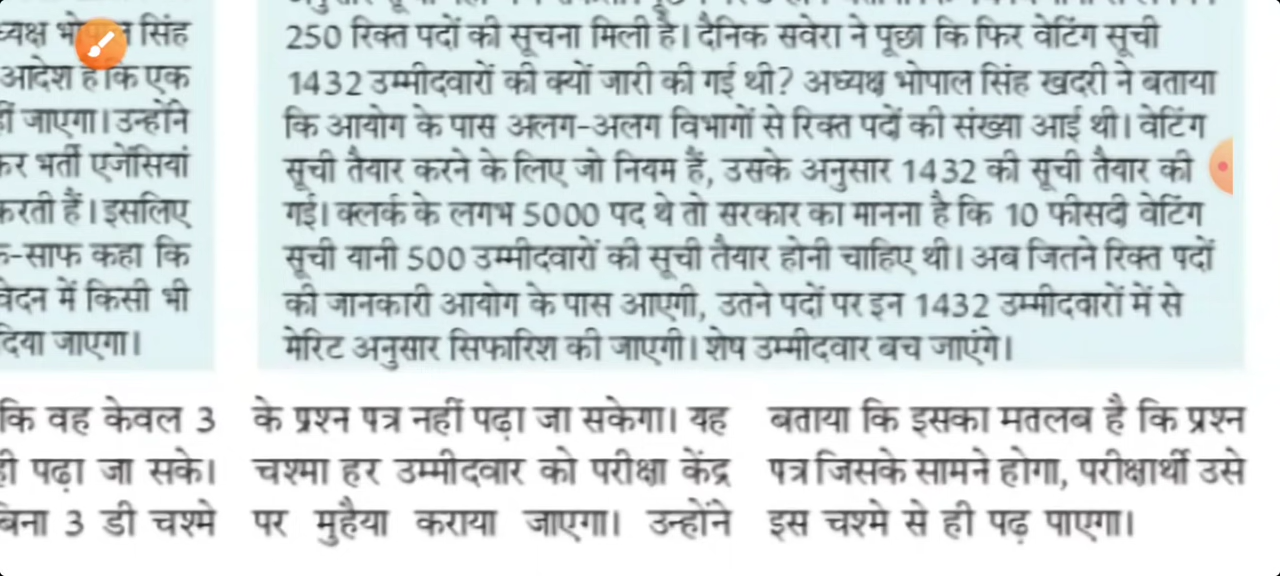 ध्यक्ष भोपाल सिंह
आदेश है कि एक
हीं जाएगा। उन्होंने
कर भर्ती एजेंसियां
करती हैं। इसलिए
-साफ कहा कि
वेदन में किसी भी
दिया जाएगा।
250 रिक्त पदों की सूचना मिली है। दैनिक सवेरा ने पूछा कि फिर वेटिंग सूची
1432 उम्मीदवारों की क्यों जारी की गई थी? अध्यक्ष भोपाल सिंह खदरी ने बताया
कि आयोग के पास अलग-अलग विभागों से रिक्त पदों की संख्या आई थी। वेटिंग
सूची तैयार करने के लिए जो नियम हैं, उसके अनुसार 1432 की सूची तैयार की
गई। क्लर्क के लगभ 5000 पद थे तो सरकार का मानना है कि 10 फीसदी वेटिंग
सूची यानी 500 उम्मीदवारों की सूची तैयार होनी चाहिए थी। अब जितने रिक्त पदों
की जानकारी आयोग के पास आएगी, उतने पदों पर इन 1432 उम्मीदवारों में से
मेरिट अनुसार सिफारिश की जाएगी। शेष उम्मीदवार बच जाएंगे।
कि वह केवल 3
ही पढ़ा जा सके।
बिना 3 डी चश्मे
के प्रश्न पत्र नहीं पढ़ा जा सकेगा। यह
चश्मा हर उम्मीदवार को परीक्षा केंद्र
पर मुहैया कराया जाएगा। उन्होंने
बताया कि इसका मतलब है कि प्रश्न
पत्र जिसके सामने होगा, परीक्षार्थी उसे
इस चश्मे से ही पढ़ पाएगा।